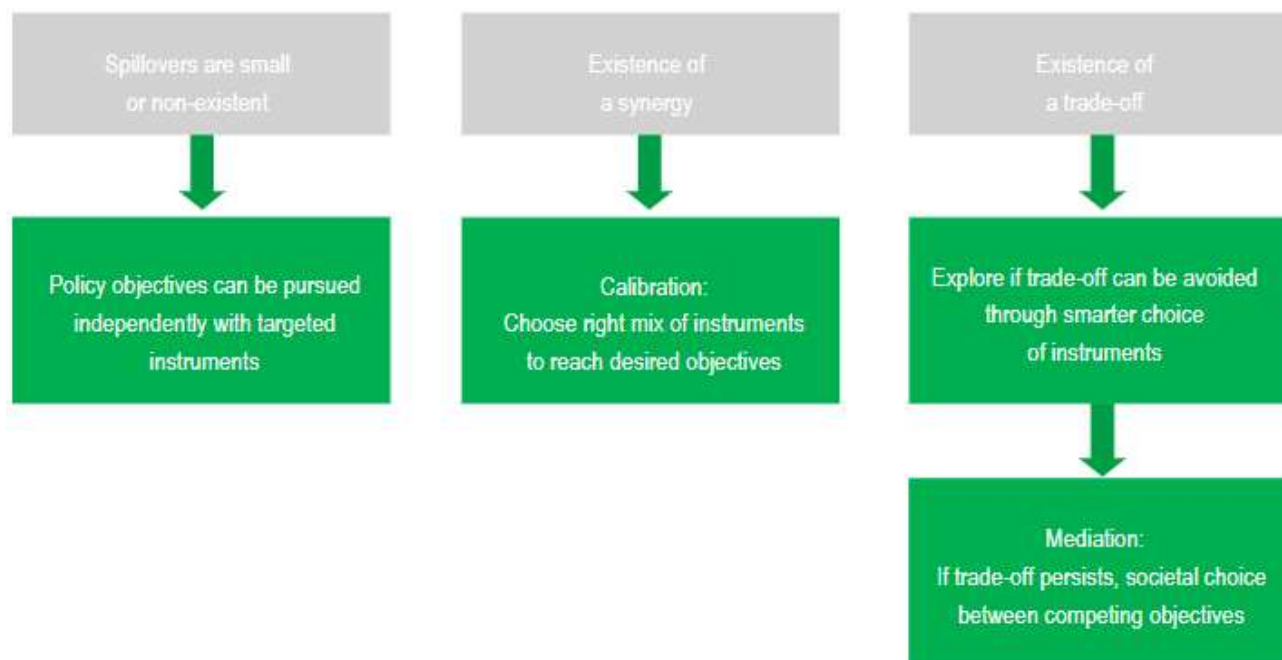 Spillovers are small
or non-existent
Existence of
a synergy
Existence of
a trade-off
Policy objectives can be pursued
independently with targeted
instruments
Calibration:
Choose right mix of instruments
to reach desired objectives
Explore if trade-off can be avoided
through smarter choice
of instruments
Mediation:
If trade-off persists, societal choice
between competing objectives